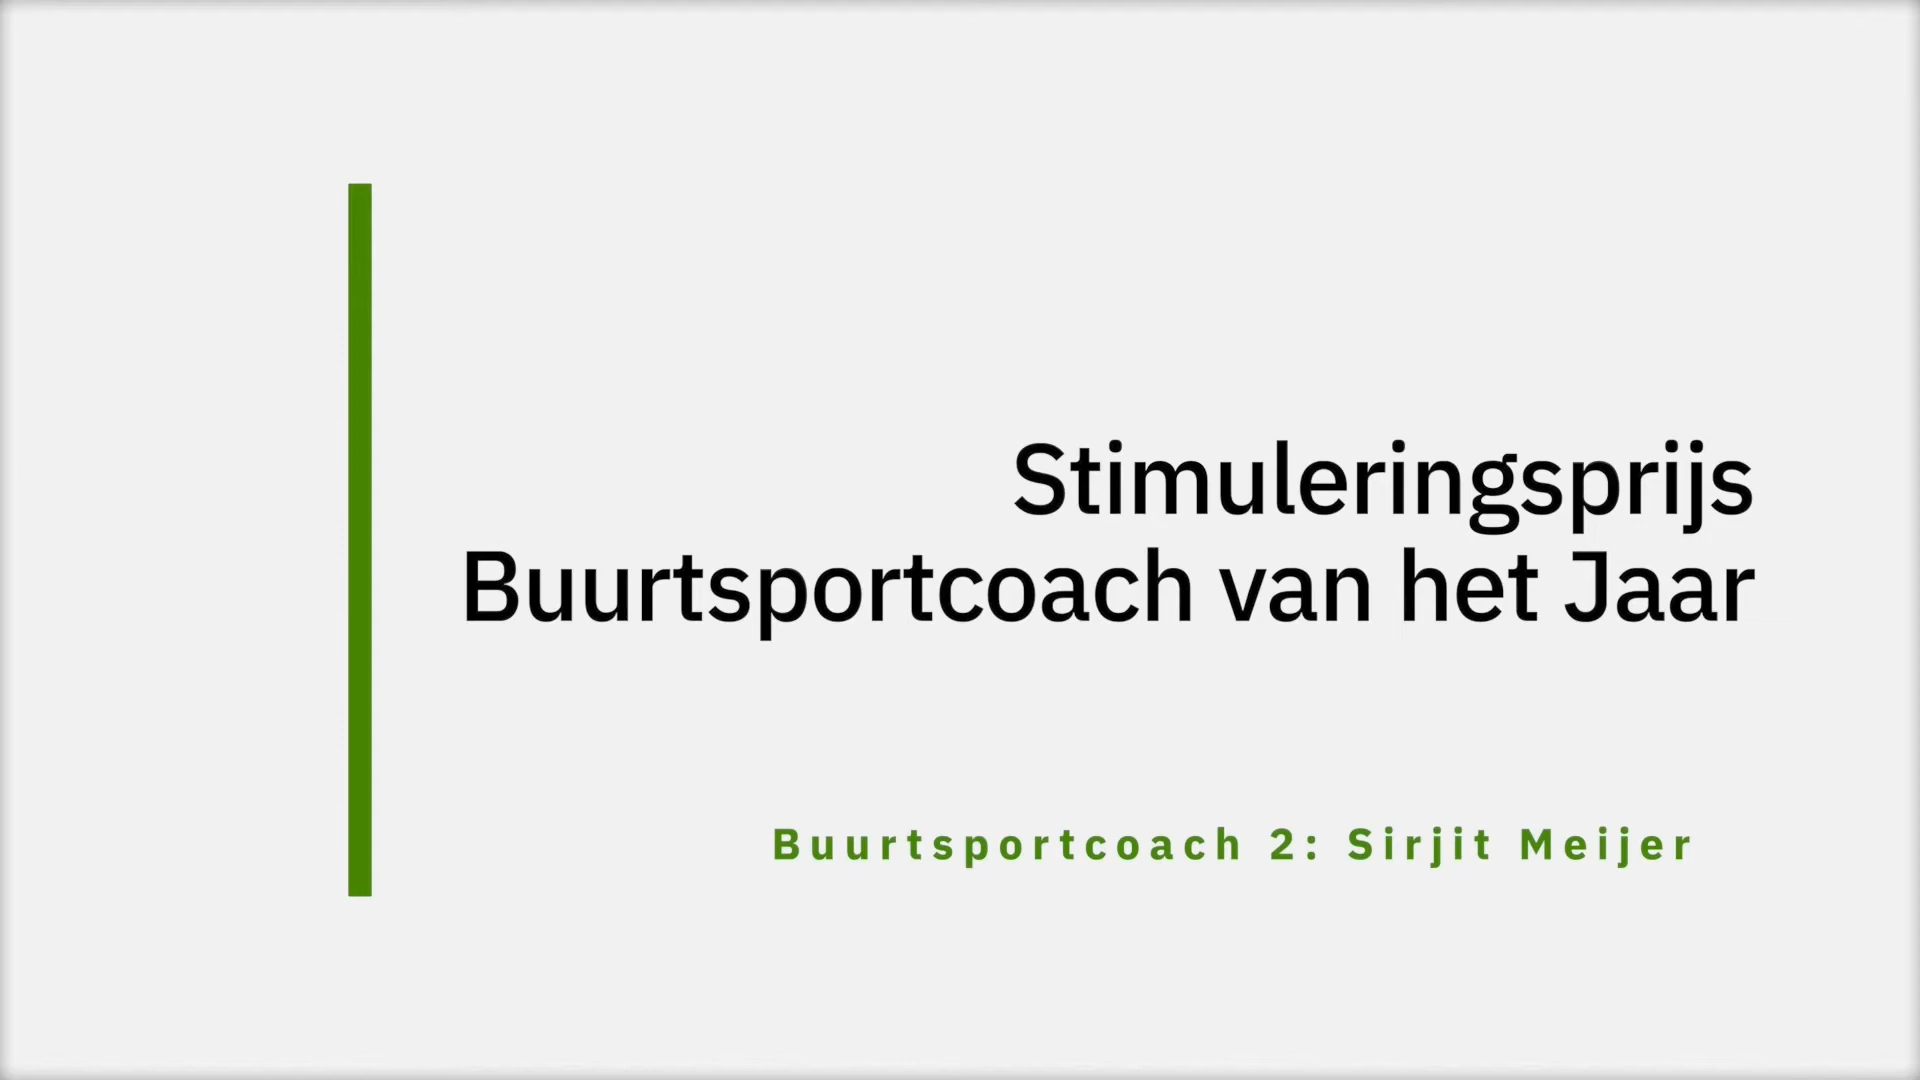 Stimuleringsprijs
Buurtsportcoach van het Jaar
Buurtsportcoach 2: Sirjit Meijer